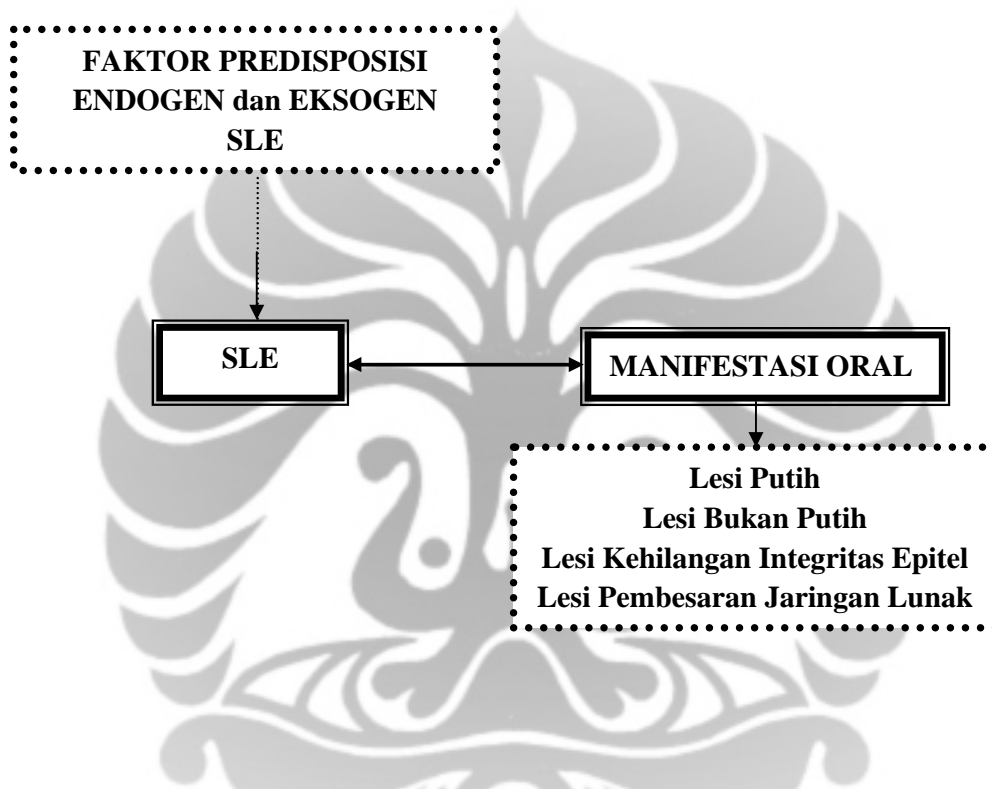 FAKTOR PREDISPOSISI
ENDOGEN dan EKSOGEN
SLE
SLE
MANIFESTASI ORAL
Lesi Putih
Lesi Bukan Putih
Lesi Kehilangan Integritas Epitel
Lesi Pembesaran Jaringan Lunak